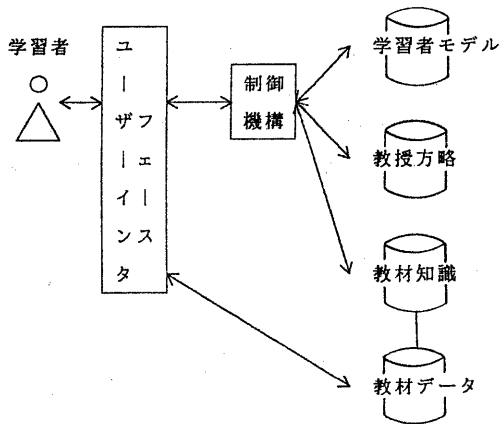 学習者
ユーザーインタ
フェース
制御
機構
学習者モデル
教授方略
教材知識
教材データ